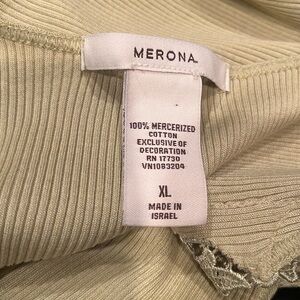 MERONA
100% MERCERIZED
COTTON
EXCLUSIVE OF
DECORATION
RN 17730
VN1083204
XL
MADE IN
ISRAEL